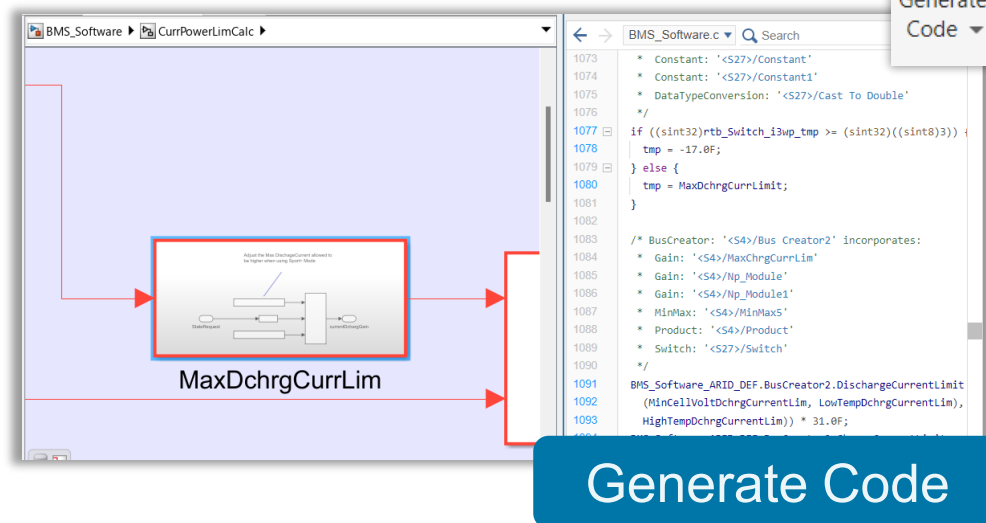 BMS_Software ▶ CurrPowerLimCalc ▶
Adjust the Max DischargeCurrent allowed to
be higher when using Sport+ Mode
StateRequest
currentDchargGain
MaxDchrgCurrLim
Generate
Code
BMS_Software.c Search
1073 * Constant: '<S27>/Constant'
1074 * Constant: '<S27>/Constant1'
1075 * DataTypeConversion: '<S27>/Cast To Double'
1076 */
1077 if ((sint32)rtb_Switch_i3wp_tmp >= (sint32)((sint8)3)) {
1078 tmp = -17.0F;
1079 } else {
1080 tmp = MaxDchrgCurrLimit;
1081 }
1082
1083 /* BusCreator: '<S4>/Bus Creator2' incorporates:
1084 * Gain: '<S4>/MaxChrgCurrLim'
1085 * Gain: '<S4>/Np_Module'
1086 * Gain: '<S4>/Np_Module1'
1087 * MinMax: '<S4>/MinMax5'
1088 * Product: '<S4>/Product'
1089 * Switch: '<S27>/Switch'
1090 */
1091 BMS_Software_ARID_DEF.BusCreator2.DischargeCurrentLimit
1092 (MinCellVoltDchrgCurrentLim, LowTempDchrgCurrentLim),
1093 HighTempDchrgCurrentLim)) * 31.0F;
Generate Code